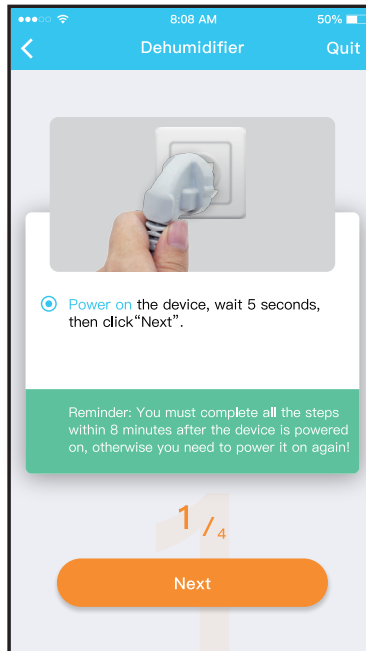 8:08 AM
50%
Dehumidifier
Quit
Power on the device, wait 5 seconds,
then click“Next”.
Reminder: You must complete all the steps
within 8 minutes after the device is powered
on, otherwise you need to power it on again!
1/4
Next